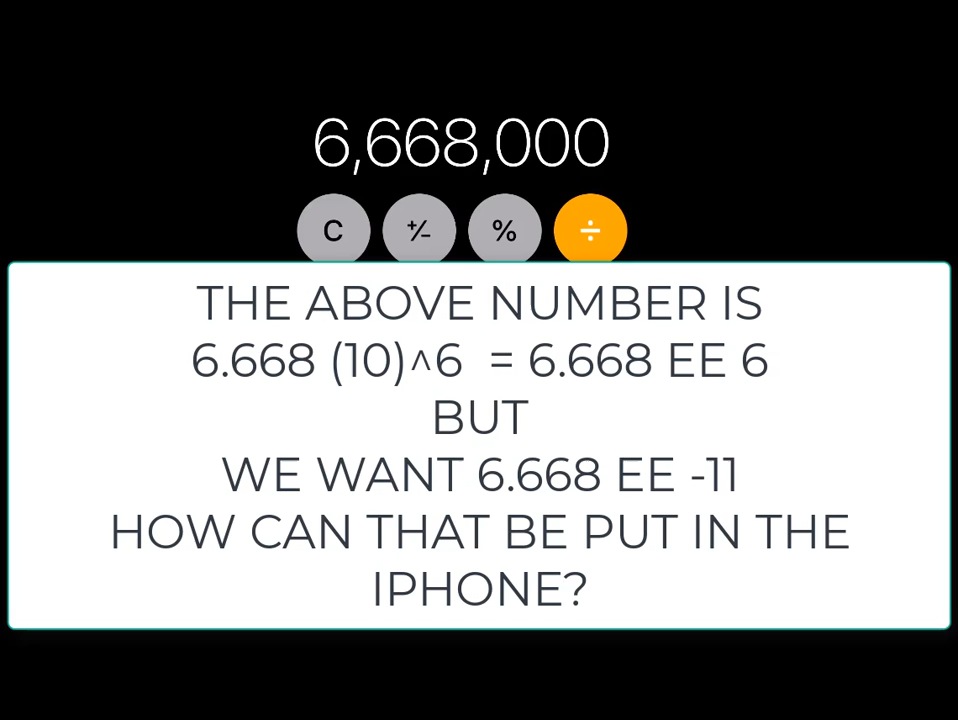 6,668,000
C +/- % ÷
THE ABOVE NUMBER IS
6.668 (10)^6 = 6.668 EE 6
BUT
WE WANT 6.668 EE -11
HOW CAN THAT BE PUT IN THE
IPHONE?